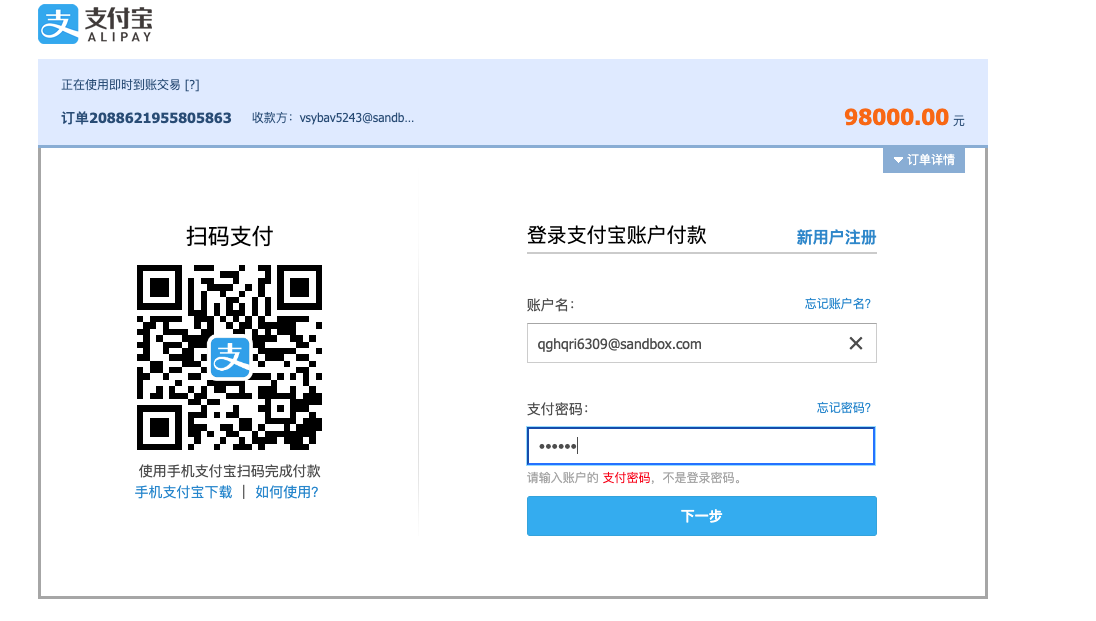 支付宝
ALIPAY
正在使用即时到账交易 [?]
订单2088621955805863 收款方：vsybav5243@sandb...
98000.00 元
订单详情
扫码支付
使用手机支付宝扫码完成付款
手机支付宝下载 | 如何使用?
登录支付宝账户付款 新用户注册
账户名： 忘记账户名?
qghqri6309@sandbox.com
支付密码： 忘记密码?
••••••
请输入账户的 支付密码，不是登录密码。
下一步